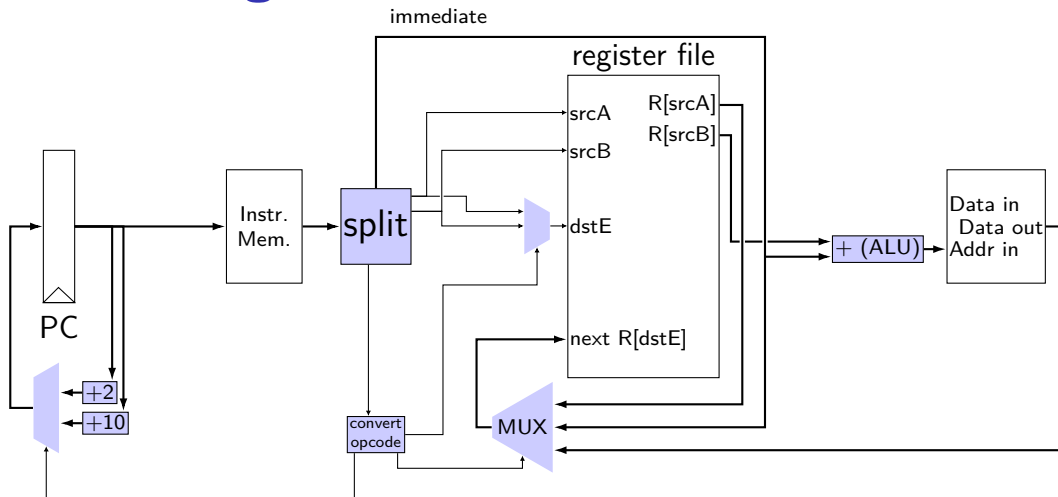 immediate
register file
srcA
R[srcA]
R[srcB]
srcB
Instr.
Mem.
split
dstE
Data in
Data out
Addr in
+ (ALU)
PC
next R[dstE]
+2
+10
convert
opcode
MUX